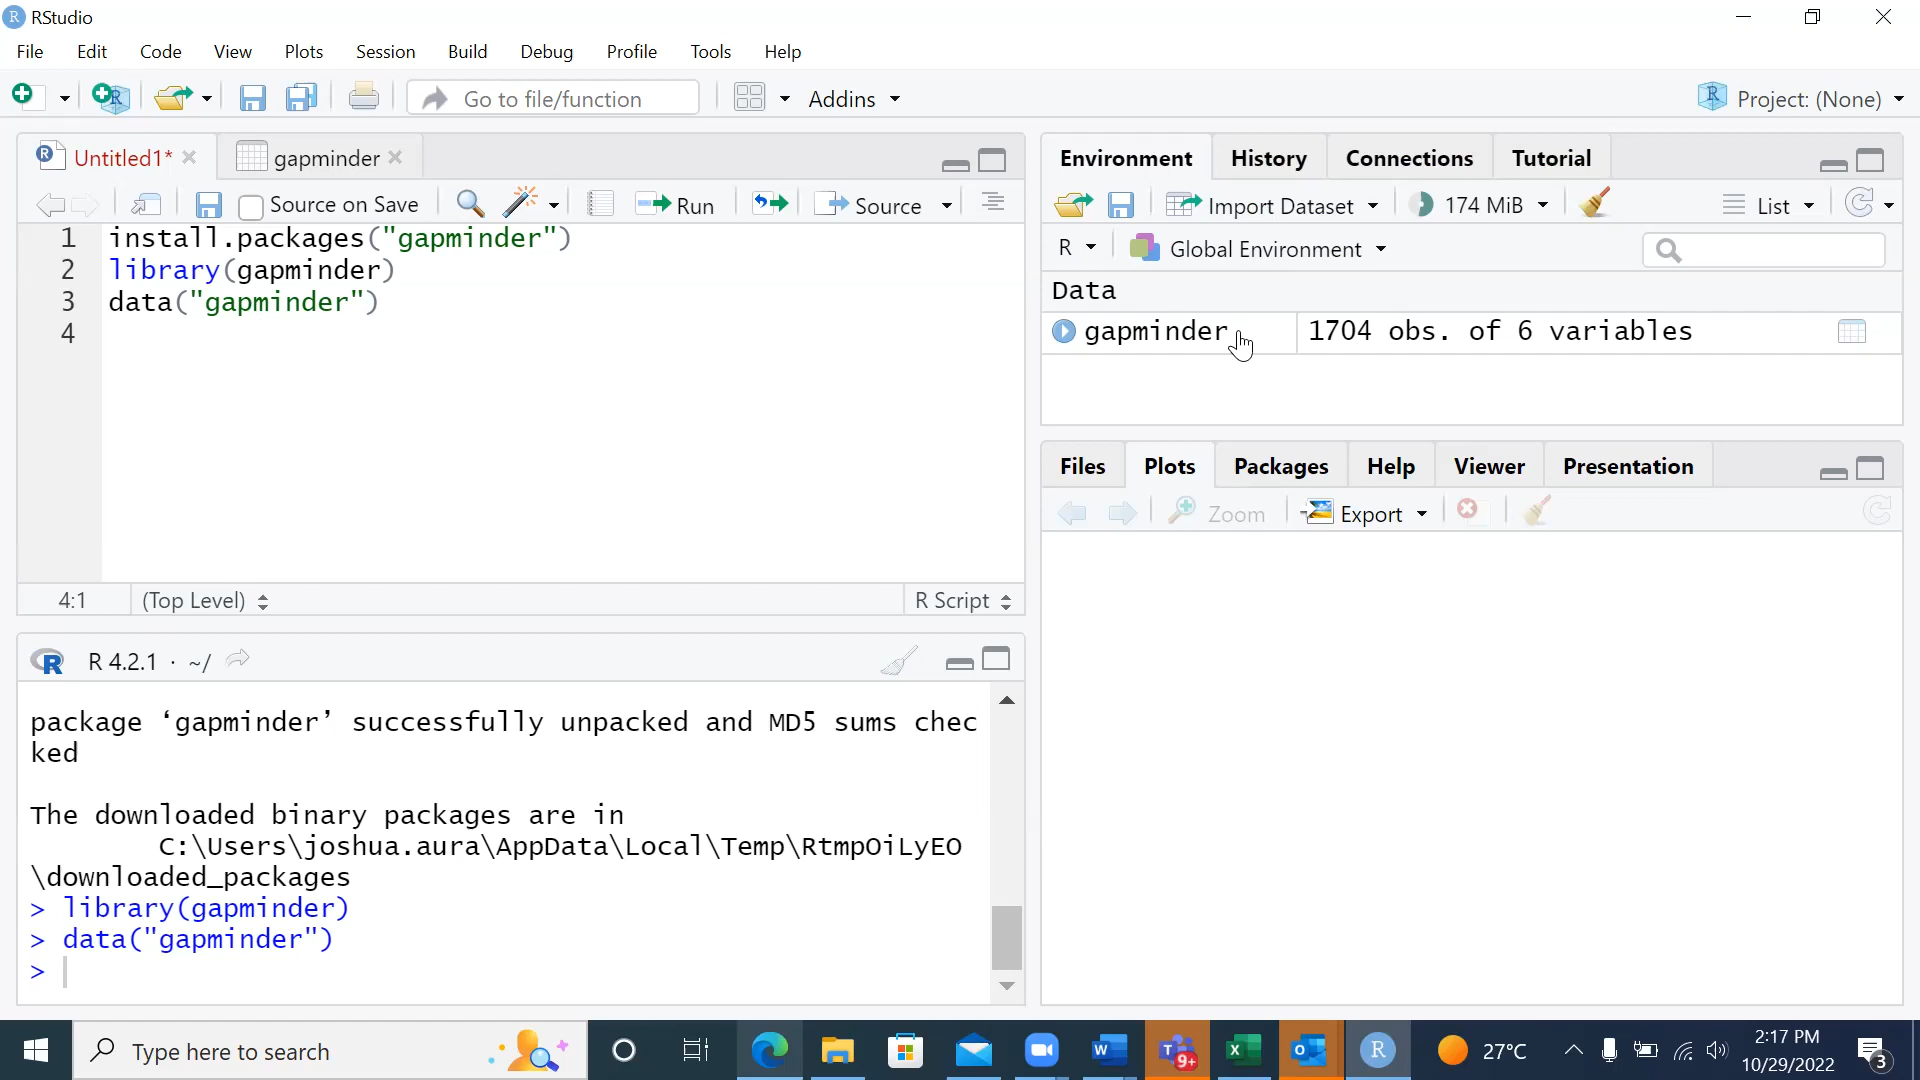 RStudio
File Edit Code View Plots Session Build Debug Profile Tools Help
Go to file/function Addins Project: (None)
Untitled1* gapminder
Source on Save Run Source
1 install.packages("gapminder")
2 library(gapminder)
3 data("gapminder")
4
4:1 (Top Level) R Script
R 4.2.1 · ~/
package ‘gapminder’ successfully unpacked and MD5 sums chec
ked
The downloaded binary packages are in
C:\Users\joshua.aura\AppData\Local\Temp\RtmpOiLyEO
\downloaded_packages
> library(gapminder)
> data("gapminder")
>
Environment History Connections Tutorial
Import Dataset 174 MiB List
R Global Environment
Data
gapminder 1704 obs. of 6 variables
Files Plots Packages Help Viewer Presentation
Zoom Export
Type here to search 9+ 27°C 2:17 PM
10/29/2022 3